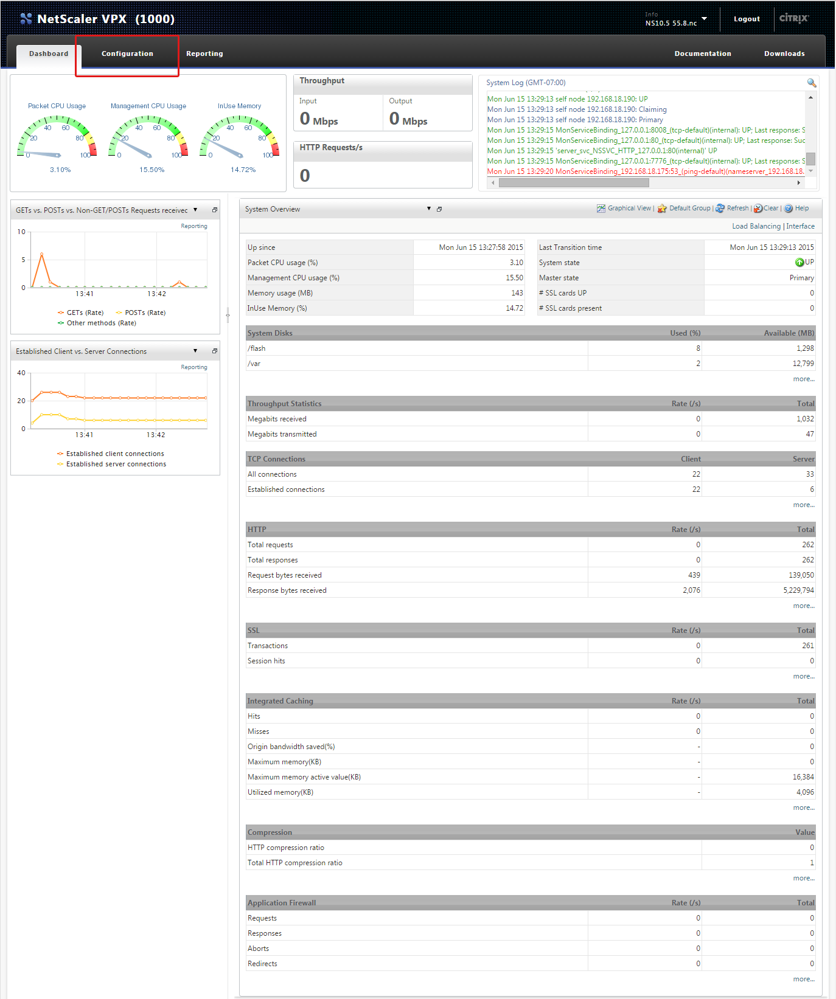 NetScaler VPX (1000)
Info
NS10.5 55.8.nc
Logout
CITRIX
Dashboard
Configuration
Reporting
Documentation
Downloads
Packet CPU Usage
0 20 40 60 80 100
3.10%
Management CPU Usage
0 20 40 60 80 100
15.50%
InUse Memory
0 20 40 60 80 100
14.72%
Throughput
Input
0 Mbps
Output
0 Mbps
HTTP Requests/s
0
System Log (GMT-07:00)
Mon Jun 15 13:29:13 self node 192.168.18.190: UP
Mon Jun 15 13:29:13 self node 192.168.18.190: Claiming
Mon Jun 15 13:29:13 self node 192.168.18.190: Primary
Mon Jun 15 13:29:15 MonServiceBinding_127.0.0.1:8008_(tcp-default)(internal): UP; Last response: S
Mon Jun 15 13:29:15 MonServiceBinding_127.0.0.1:80_(tcp-default)(internal): UP; Last response: Suc
Mon Jun 15 13:29:15 'server_svc_NSSVC_HTTP_127.0.0.1:80(internal)' UP
Mon Jun 15 13:29:15 MonServiceBinding_127.0.0.1:7776_(tcp-default)(internal): UP; Last response: S
Mon Jun 15 13:29:20 MonServiceBinding_192.168.18.175:53_(ping-default)(nameserver_192.168.18.
GETs vs. POSTs vs. Non-GET/POSTs Requests received
Reporting
10
5
0
13:41 13:42
GETs (Rate) POSTs (Rate)
Other methods (Rate)
Established Client vs. Server Connections
Reporting
40
20
0
13:41 13:42
Established client connections
Established server connections
System Overview
Graphical View | Default Group | Refresh | Clear | Help
Load Balancing | Interface
Up since Mon Jun 15 13:27:58 2015
Packet CPU usage (%) 3.10
Management CPU usage (%) 15.50
Memory usage (MB) 143
InUse Memory (%) 14.72
Last Transition time Mon Jun 15 13:29:13 2015
System state UP
Master state Primary
# SSL cards UP 0
# SSL cards present 0
System Disks Used (%) Available (MB)
/flash 8 1,298
/var 2 12,799
more...
Throughput Statistics Rate (/s) Total
Megabits received 0 1,032
Megabits transmitted 0 47
TCP Connections Client Server
All connections 22 33
Established connections 22 6
more...
HTTP Rate (/s) Total
Total requests 0 262
Total responses 0 262
Request bytes received 439 139,050
Response bytes received 2,076 5,229,794
more...
SSL Rate (/s) Total
Transactions 0 261
Session hits 0 0
more...
Integrated Caching Rate (/s) Total
Hits 0 0
Misses 0 0
Origin bandwidth saved(%) - 0
Maximum memory(KB) - 0
Maximum memory active value(KB) - 16,384
Utilized memory(KB) - 4,096
more...
Compression Value
HTTP compression ratio 0
Total HTTP compression ratio 1
more...
Application Firewall Rate (/s) Total
Requests 0 0
Responses 0 0
Aborts 0 0
Redirects 0 0
more...